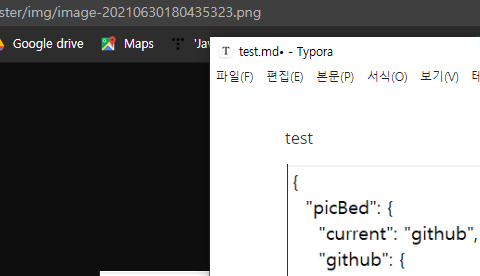 ster/img/image-20210630180435323.png
Google drive
Maps
'Jav
T test.md• - Typora
파일(F) 편집(E) 본문(P) 서식(O) 보기(V) 테
test
{
"picBed": {
"current": "github",
"github": {